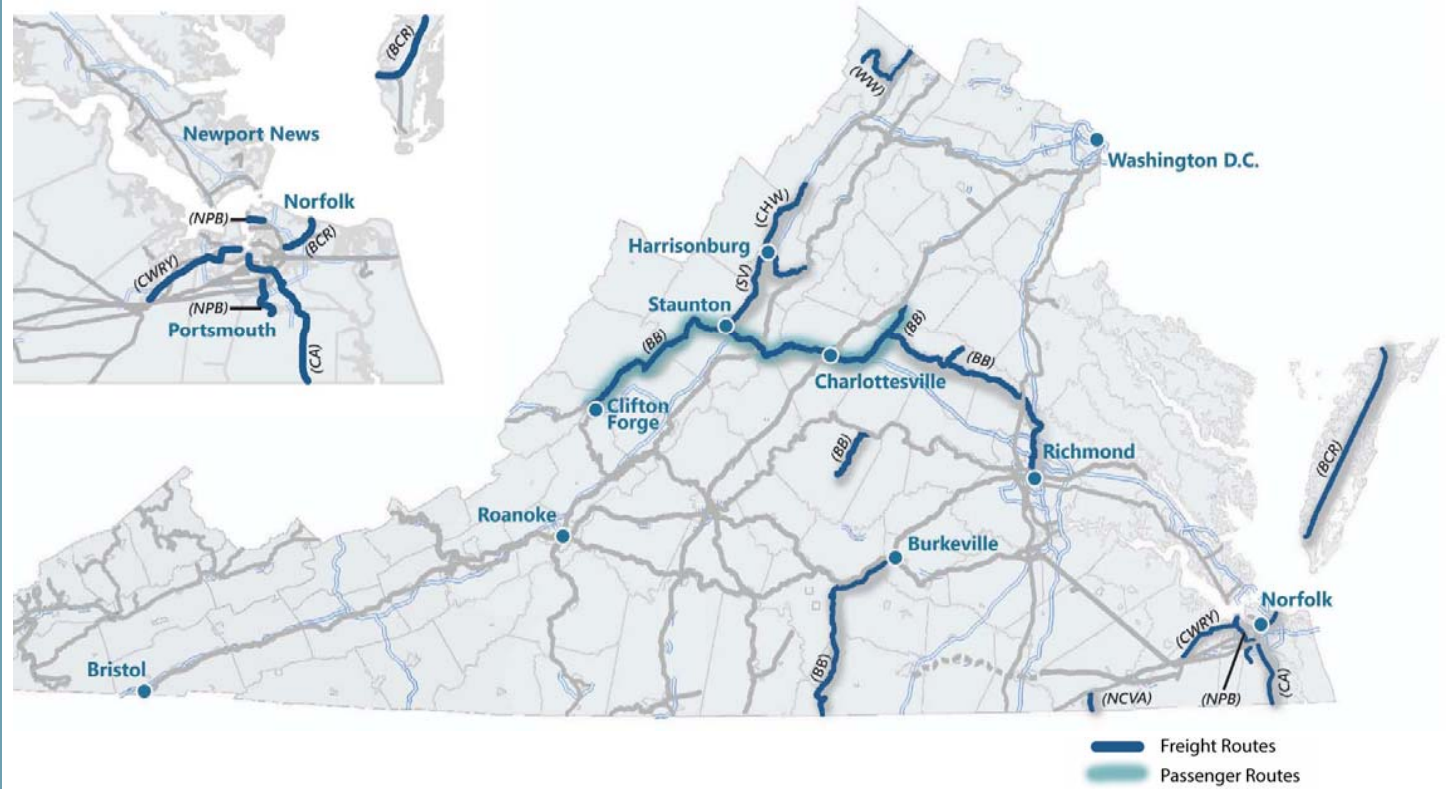 (BCR)
Newport News
Norfolk
(NPB)
(BCR)
(CWRY)
(NPB)
Portsmouth
(CA)
(WW)
Washington D.C.
(CHW)
Harrisonburg
(SV)
Staunton
(BB)
(BB)
(BB)
Charlottesville
Clifton
Forge
(BB)
Richmond
(BCR)
Roanoke
Burkeville
Norfolk
(CWRY)
Bristol
(BB)
(NCVA)
(NPB)
(CA)
Freight Routes
Passenger Routes